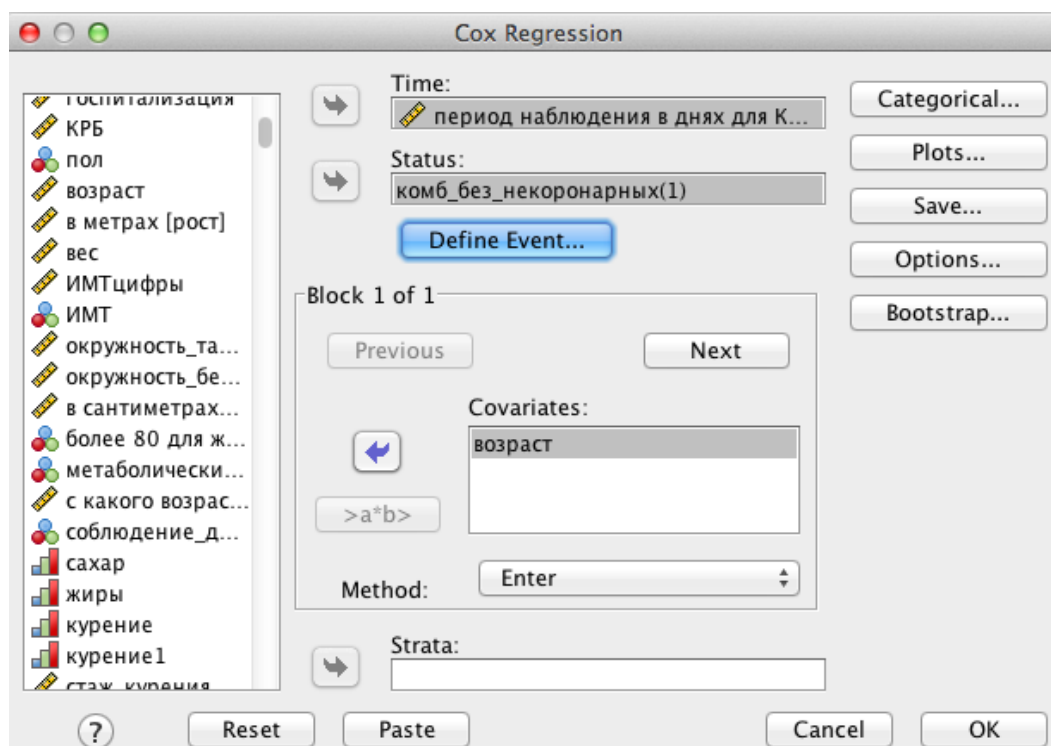 Cox Regression
Госпитализация
КРБ
пол
возраст
в метрах [рост]
вес
ИМТцифры
ИМТ
окружность_та...
окружность_бе...
в сантиметрах...
более 80 для ж...
метаболически...
с какого возрас...
соблюдение_д...
сахар
жиры
курение
курение1
стаж_курения
Time:
период наблюдения в днях для К...
Status:
комб_без_некоронарных(1)
Define Event...
Block 1 of 1
Previous
Next
Covariates:
возраст
>a*b>
Method:
Enter
Strata:
Categorical...
Plots...
Save...
Options...
Bootstrap...
?
Reset
Paste
Cancel
OK